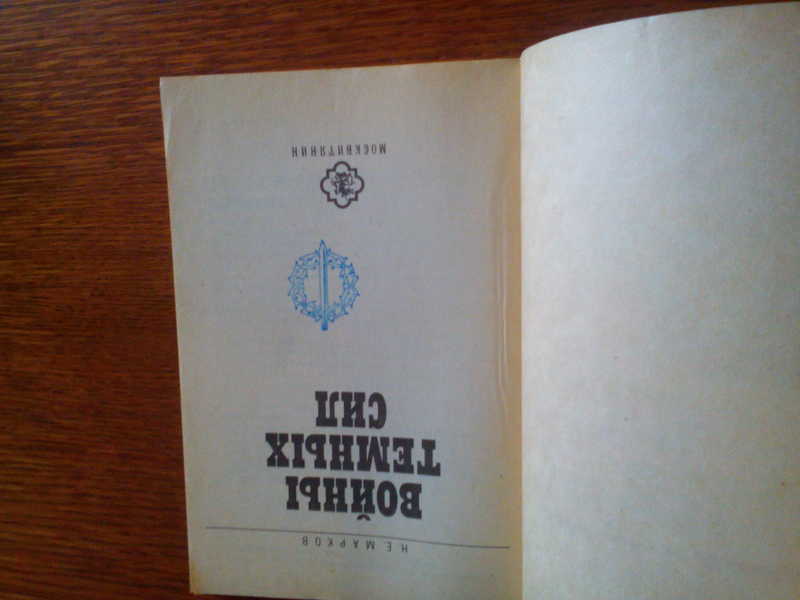 Н. Е. МАРКОВ
ВОЙНЫ
ТЕМНЫХ
СИЛ
МОСКВИТЯНИН